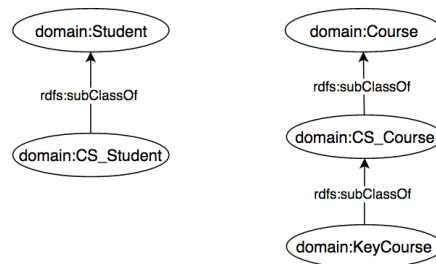 domain:Student
domain:Course
rdfs:subClassOf
rdfs:subClassOf
domain:CS_Student
domain:CS_Course
rdfs:subClassOf
domain:KeyCourse